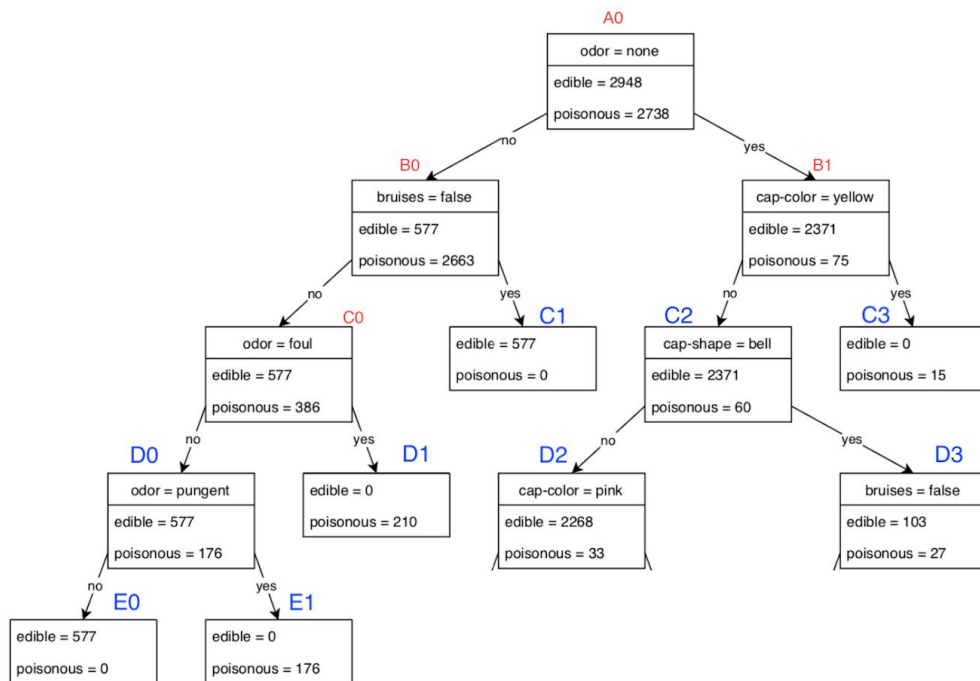 A0
odor = none
edible = 2948
poisonous = 2738
no
yes
B0
bruises = false
edible = 577
poisonous = 2663
B1
cap-color = yellow
edible = 2371
poisonous = 75
no
yes
no
yes
C0
odor = foul
edible = 577
poisonous = 386
C1
edible = 577
poisonous = 0
C2
cap-shape = bell
edible = 2371
poisonous = 60
C3
edible = 0
poisonous = 15
no
yes
no
yes
D0
odor = pungent
edible = 577
poisonous = 176
D1
edible = 0
poisonous = 210
D2
cap-color = pink
edible = 2268
poisonous = 33
D3
bruises = false
edible = 103
poisonous = 27
no
yes
E0
edible = 577
poisonous = 0
E1
edible = 0
poisonous = 176